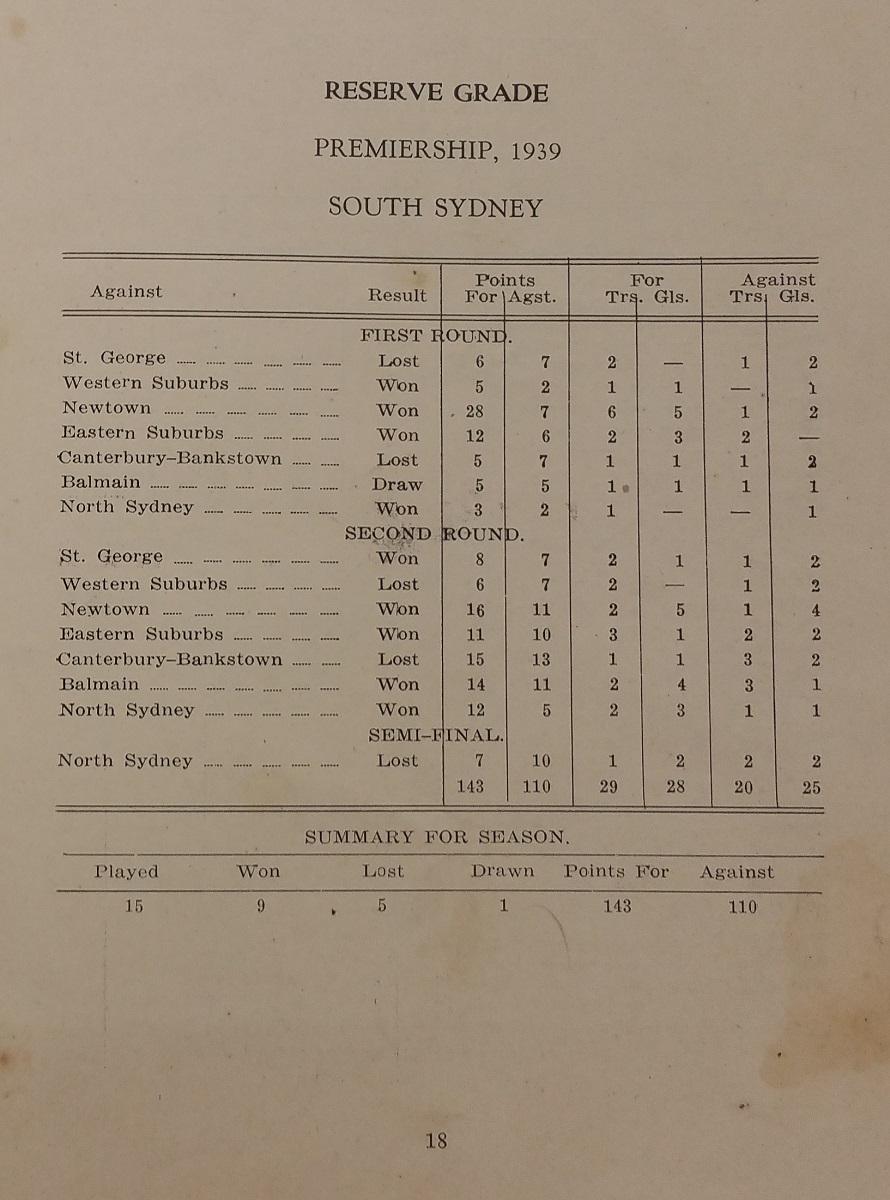 RESERVE GRADE
PREMIERSHIP, 1939
SOUTH SYDNEY
Against Result Points For Agst. For Trs. Gls. Against Trs. Gls.
FIRST ROUND.
St. George ...... ...... ...... ...... ...... ...... Lost 6 7 2 — 1 2
Western Suburbs ...... ...... ...... ...... Won 5 2 1 1 — 1
Newtown ...... ...... ...... ...... ...... ...... Won 28 7 6 5 1 2
Eastern Suburbs ...... ...... ...... ...... Won 12 6 2 3 2 —
Canterbury–Bankstown ...... ...... Lost 5 7 1 1 1 2
Balmain ...... ...... ...... ...... ...... ...... Draw 5 5 1 1 1 1
North Sydney ...... ...... ...... ...... ...... Won 3 2 1 — — 1
SECOND ROUND.
St. George ...... ...... ...... ...... ...... ...... Won 8 7 2 1 1 2
Western Suburbs ...... ...... ...... ...... Lost 6 7 2 — 1 2
Newtown ...... ...... ...... ...... ...... ...... Won 16 11 2 5 1 4
Eastern Suburbs ...... ...... ...... ...... Won 11 10 3 1 2 2
Canterbury–Bankstown ...... ...... Lost 15 13 1 1 3 2
Balmain ...... ...... ...... ...... ...... ...... Won 14 11 2 4 3 1
North Sydney ...... ...... ...... ...... ...... Won 12 5 2 3 1 1
SEMI-FINAL.
North Sydney ...... ...... ...... ...... ...... Lost 7 10 1 2 2 2
143 110 29 28 20 25
SUMMARY FOR SEASON.
Played Won Lost Drawn Points For Against
15 9 5 1 143 110
18